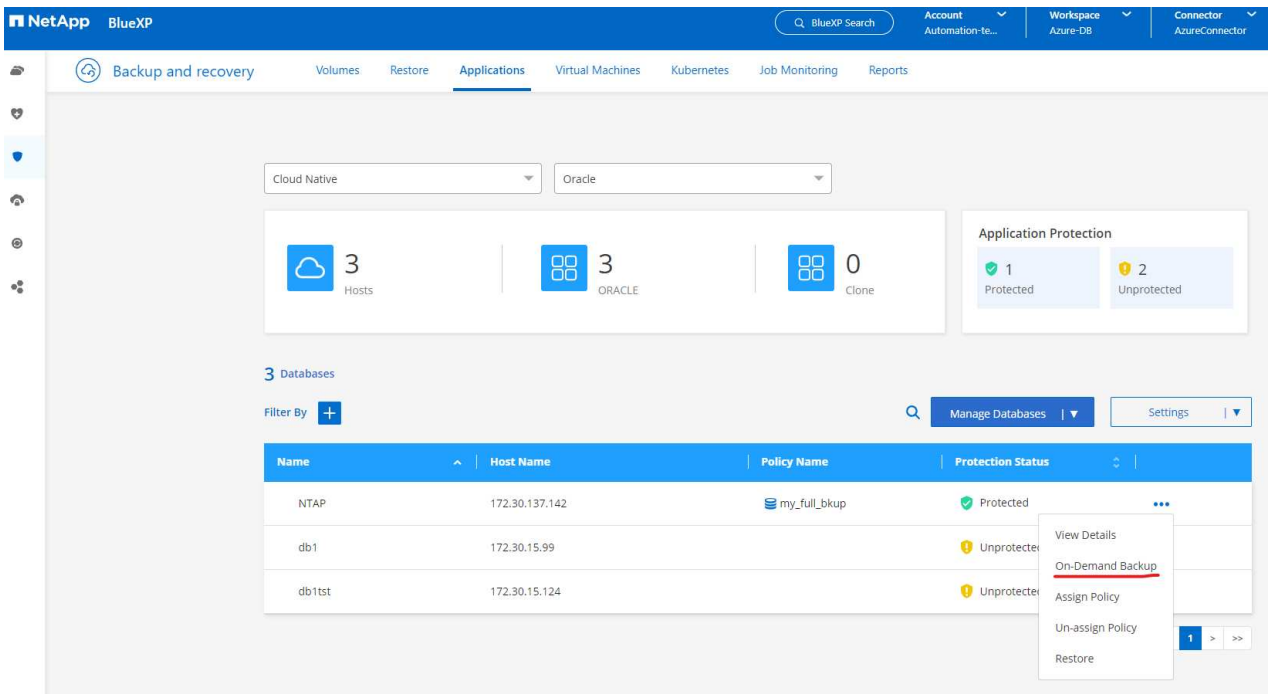 NetApp BlueXP BlueXP Search Account Workspace Connector
Automation-te... Azure-DB AzureConnector
Backup and recovery Volumes Restore Applications Virtual Machines Kubernetes Job Monitoring Reports
Cloud Native Oracle
Application Protection
3 3 0
Hosts ORACLE Clone
1 2
Protected Unprotected
3 Databases
Filter By + Manage Databases Settings
Name Host Name Policy Name Protection Status
NTAP 172.30.137.142 my_full_bkup Protected
View Details
db1 172.30.15.99 Unprotecte
On-Demand Backup
db1tst 172.30.15.124 Unprotecte
Assign Policy
Un-assign Policy
1 > >>
Restore